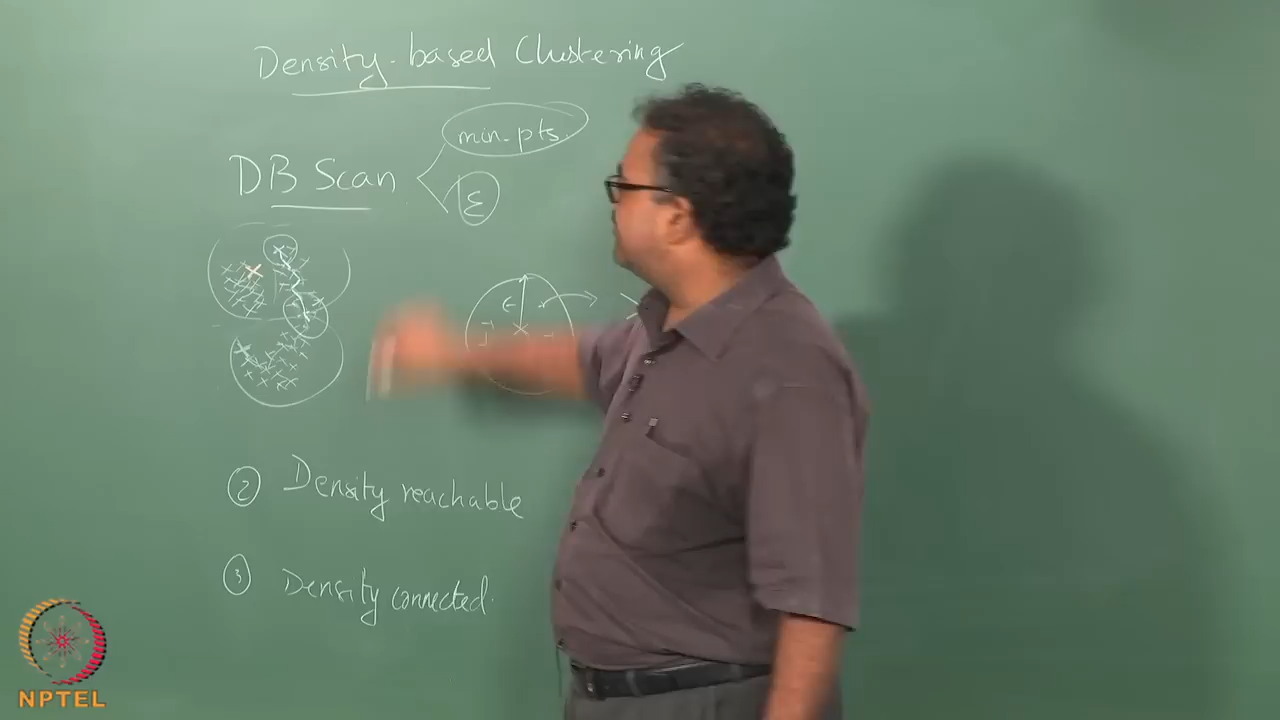 Density-based Clustering
min-pts.
DB Scan
ε
② Density reachable
③ Density connected.
NPTEL